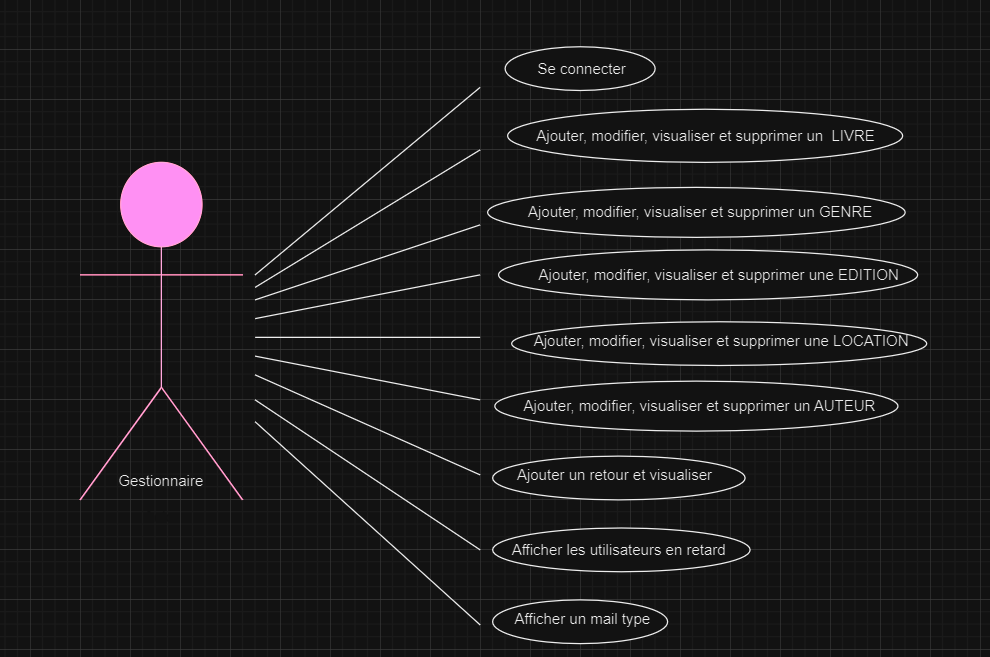 Se connecter
Ajouter, modifier, visualiser et supprimer un  LIVRE
Ajouter, modifier, visualiser et supprimer un GENRE
Ajouter, modifier, visualiser et supprimer une EDITION
Ajouter, modifier, visualiser et supprimer une LOCATION
Ajouter, modifier, visualiser et supprimer un AUTEUR
Ajouter un retour et visualiser
Gestionnaire
Afficher les utilisateurs en retard
Afficher un mail type